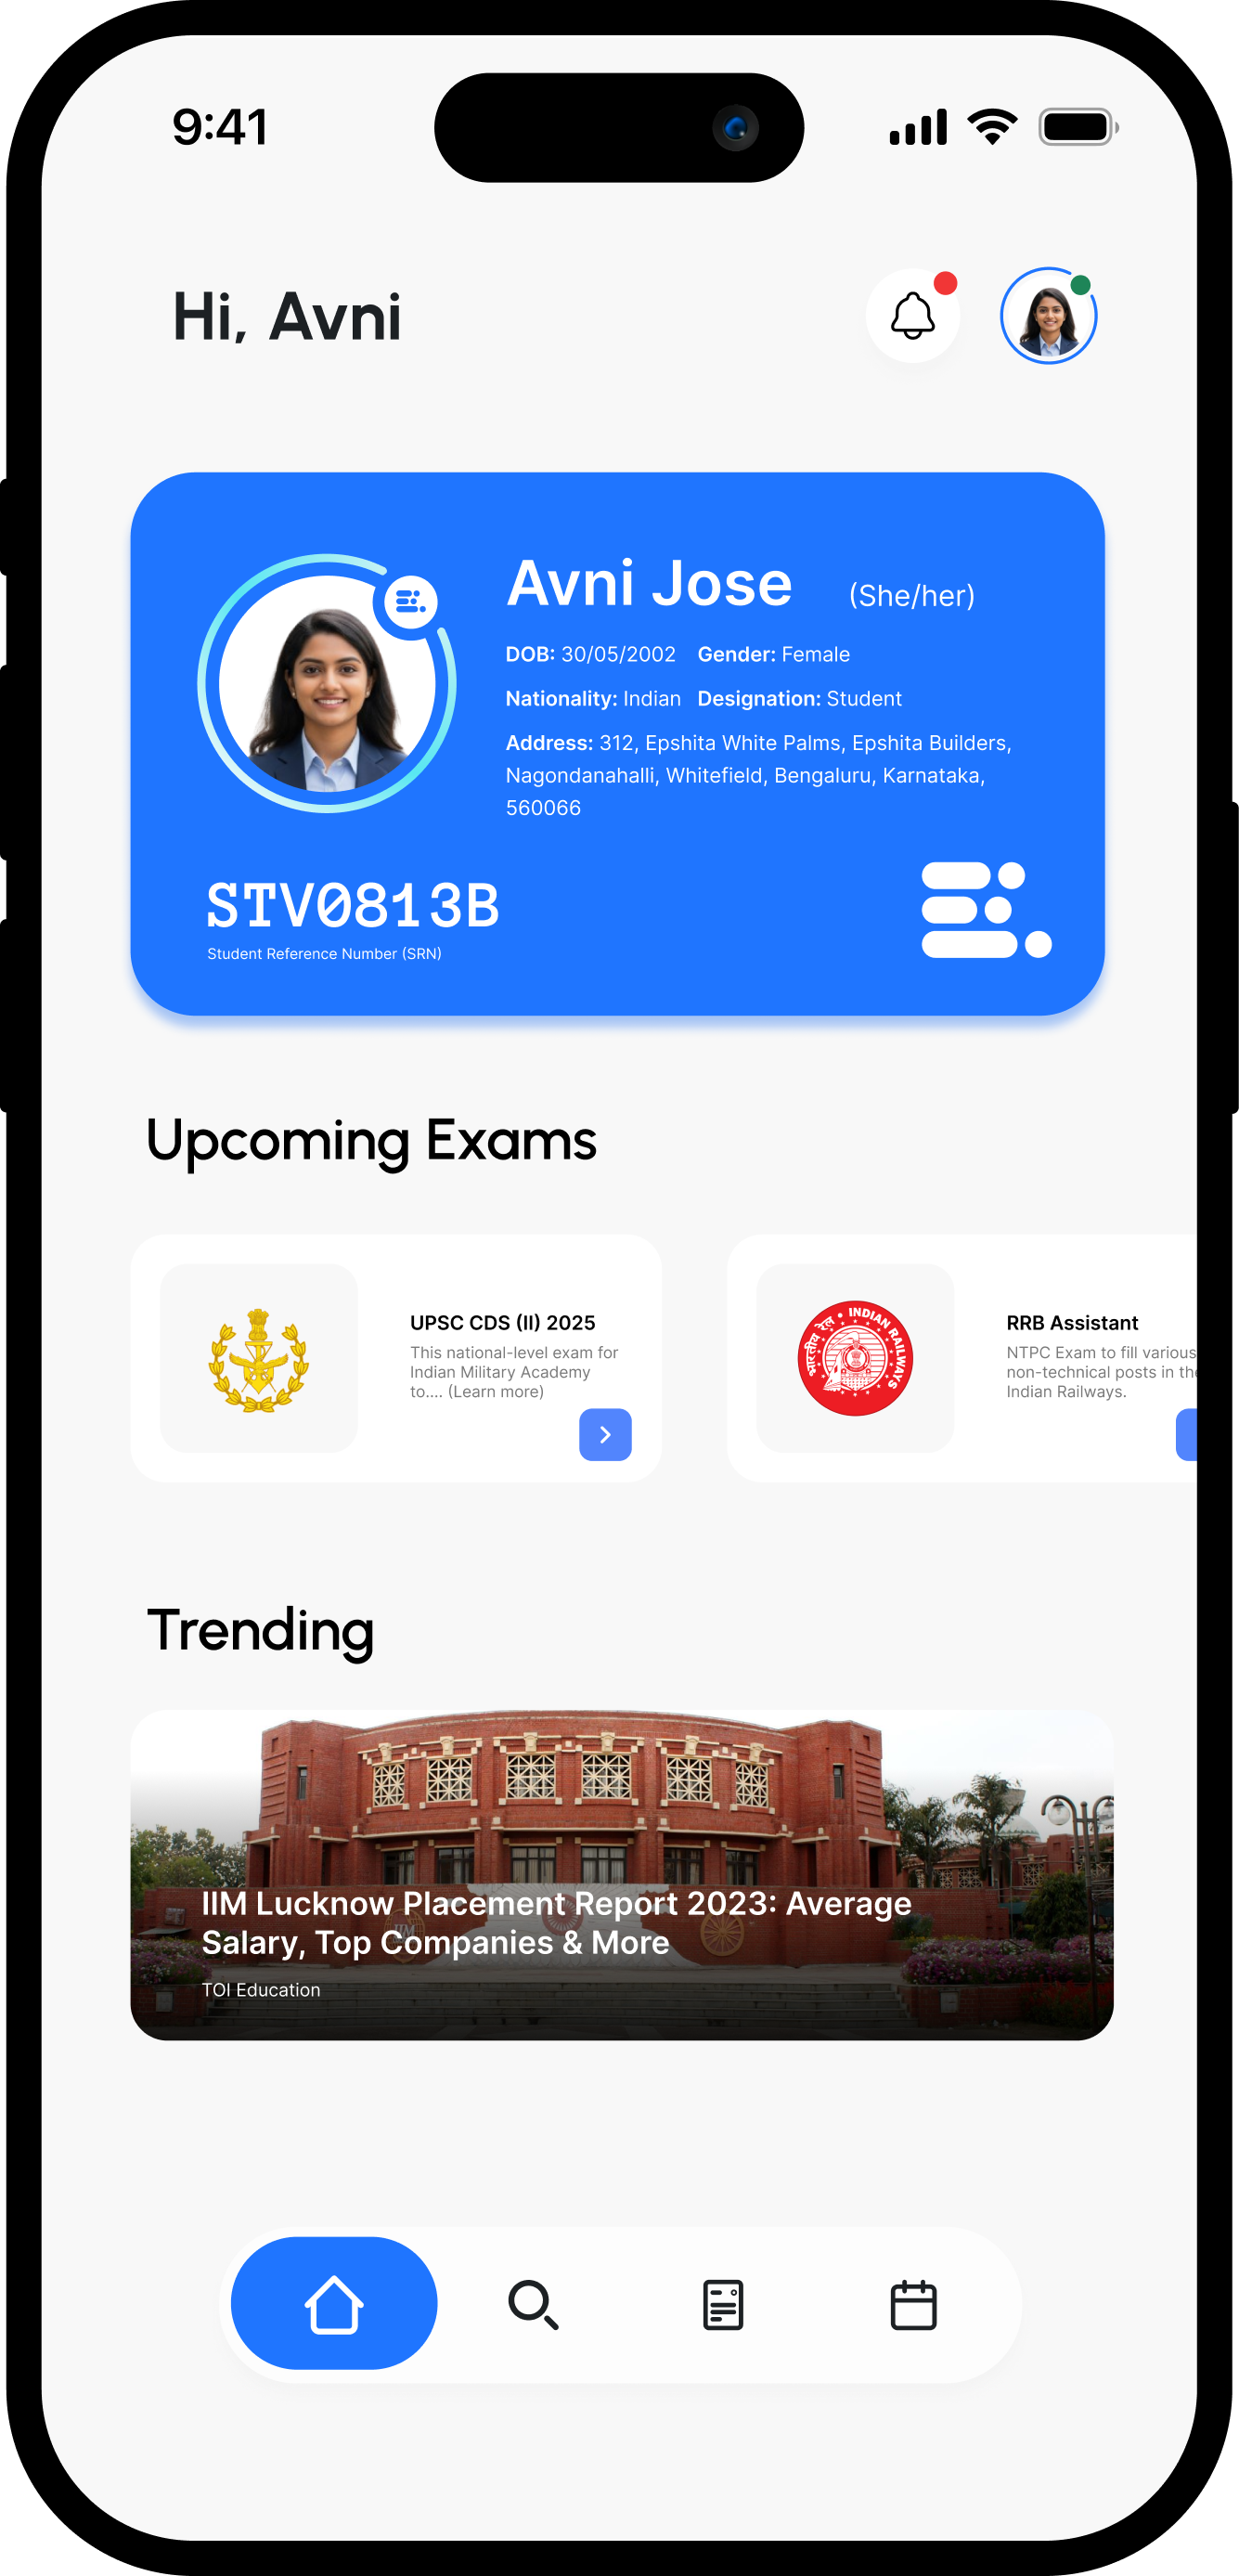 9:41
Hi, Avni
Avni Jose (She/her)
DOB: 30/05/2002 Gender: Female
Nationality: Indian Designation: Student
Address: 312, Epshita White Palms, Epshita Builders,
Nagondanahalli, Whitefield, Bengaluru, Karnataka,
560066
STV0813B
Student Reference Number (SRN)
Upcoming Exams
UPSC CDS (II) 2025
This national-level exam for
Indian Military Academy
to.... (Learn more)
भारतीय रेल • INDIAN RAILWAYS
RRB Assistant
NTPC Exam to fill various
non-technical posts in the
Indian Railways.
Trending
IIM Lucknow Placement Report 2023: Average
Salary, Top Companies & More
TOI Education